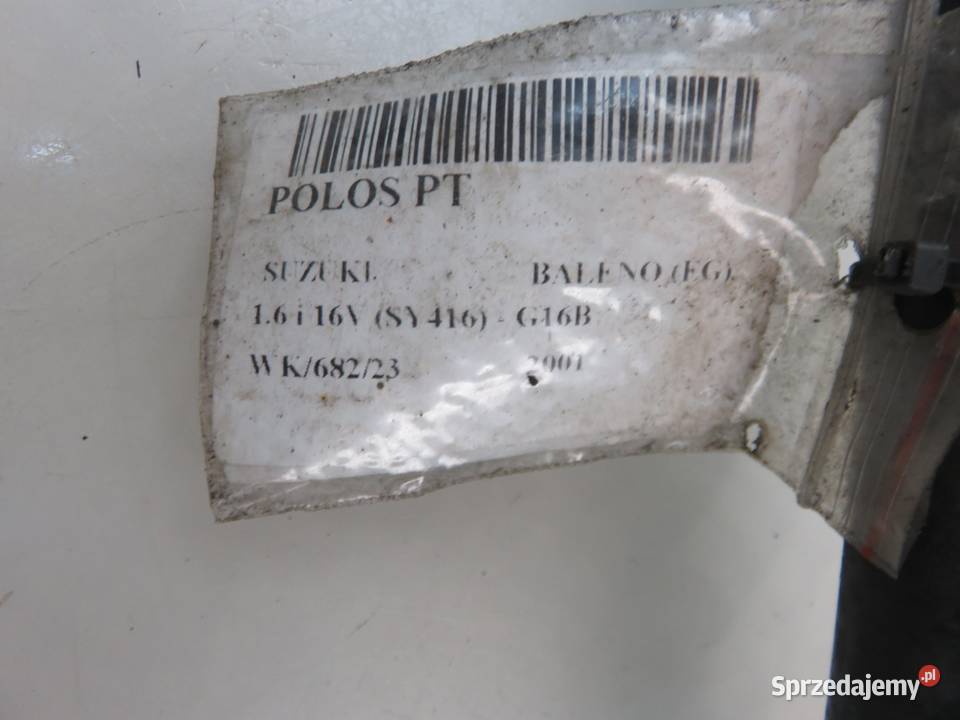 POLOS PT
SUZUKI,
BALENO (EG),
1.6 i 16V (SY416) - G16B
WK/682/23
2001
Sprzedajemy.pl